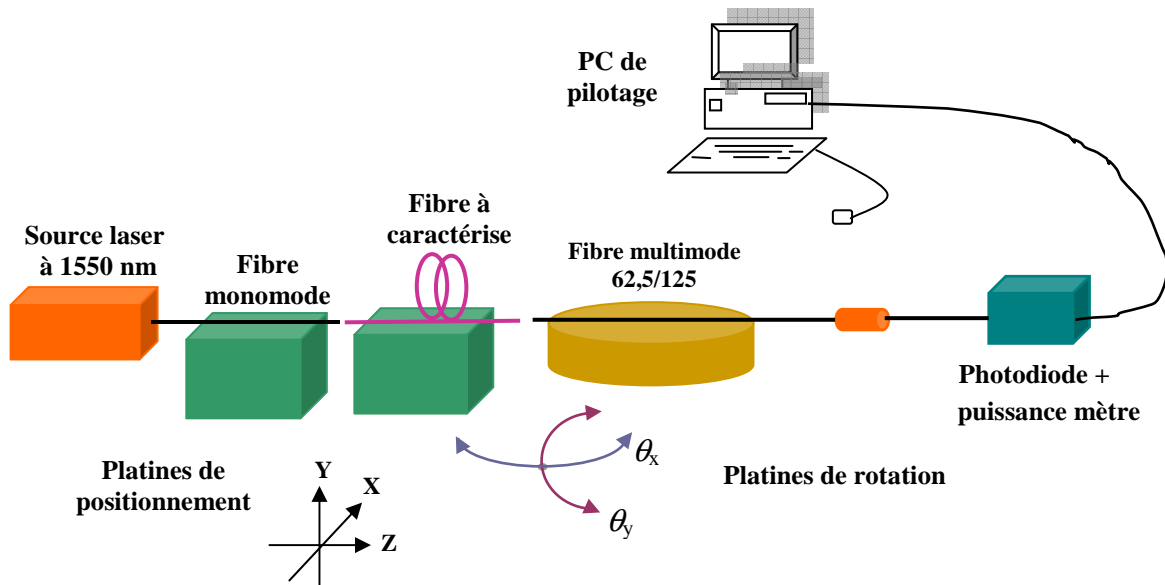 PC de
pilotage
Fibre à
caractérise
Source laser
à 1550 nm
Fibre
monomode
Fibre multimode
62,5/125
Photodiode +
puissance mètre
θx
θy
Platines de
positionnement
Y
X
Z
Platines de rotation